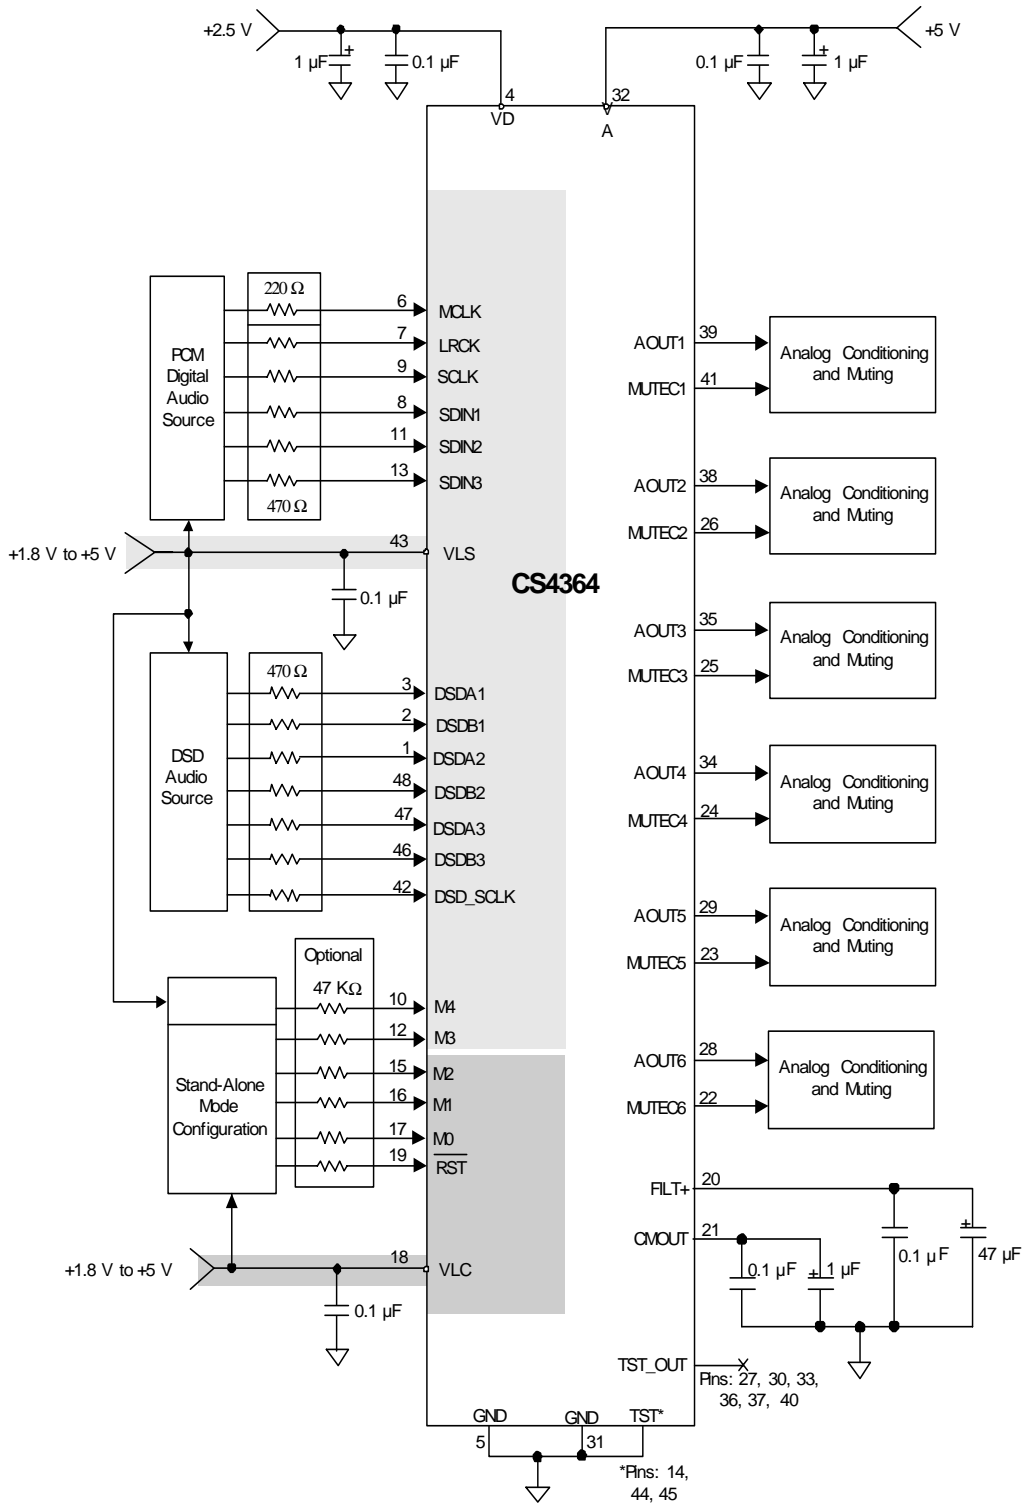 +2.5 V
1 µF
+
0.1 µF
0.1 µF
+
1 µF
+5 V
4
VD
32
V
A
PCM
Digital
Audio
Source
220 Ω
470 Ω
6
MCLK
7
LRCK
9
SCLK
8
SDIN1
11
SDIN2
13
SDIN3
+1.8 V to +5 V
43
VLS
0.1 µF
CS4364
DSD
Audio
Source
470 Ω
3
DSDA1
2
DSDB1
1
DSDA2
48
DSDB2
47
DSDA3
46
DSDB3
42
DSD_SCLK
Optional
47 KΩ
Stand-Alone
Mode
Configuration
10
M4
12
M3
15
M2
16
M1
17
M0
19
RST
+1.8 V to +5 V
18
VLC
0.1 µF
AOUT1
39
MUTEC1
41
Analog Conditioning
and Muting
AOUT2
38
MUTEC2
26
Analog Conditioning
and Muting
AOUT3
35
MUTEC3
25
Analog Conditioning
and Muting
AOUT4
34
MUTEC4
24
Analog Conditioning
and Muting
AOUT5
29
MUTEC5
23
Analog Conditioning
and Muting
AOUT6
28
MUTEC6
22
Analog Conditioning
and Muting
FILT+
20
CMOUT
21
0.1 µF
+
1 µF
0.1 µF
+
47 µF
TST_OUT
Pins: 27, 30, 33,
36, 37, 40
GND
5
GND
31
TST*
*Pins: 14,
44, 45